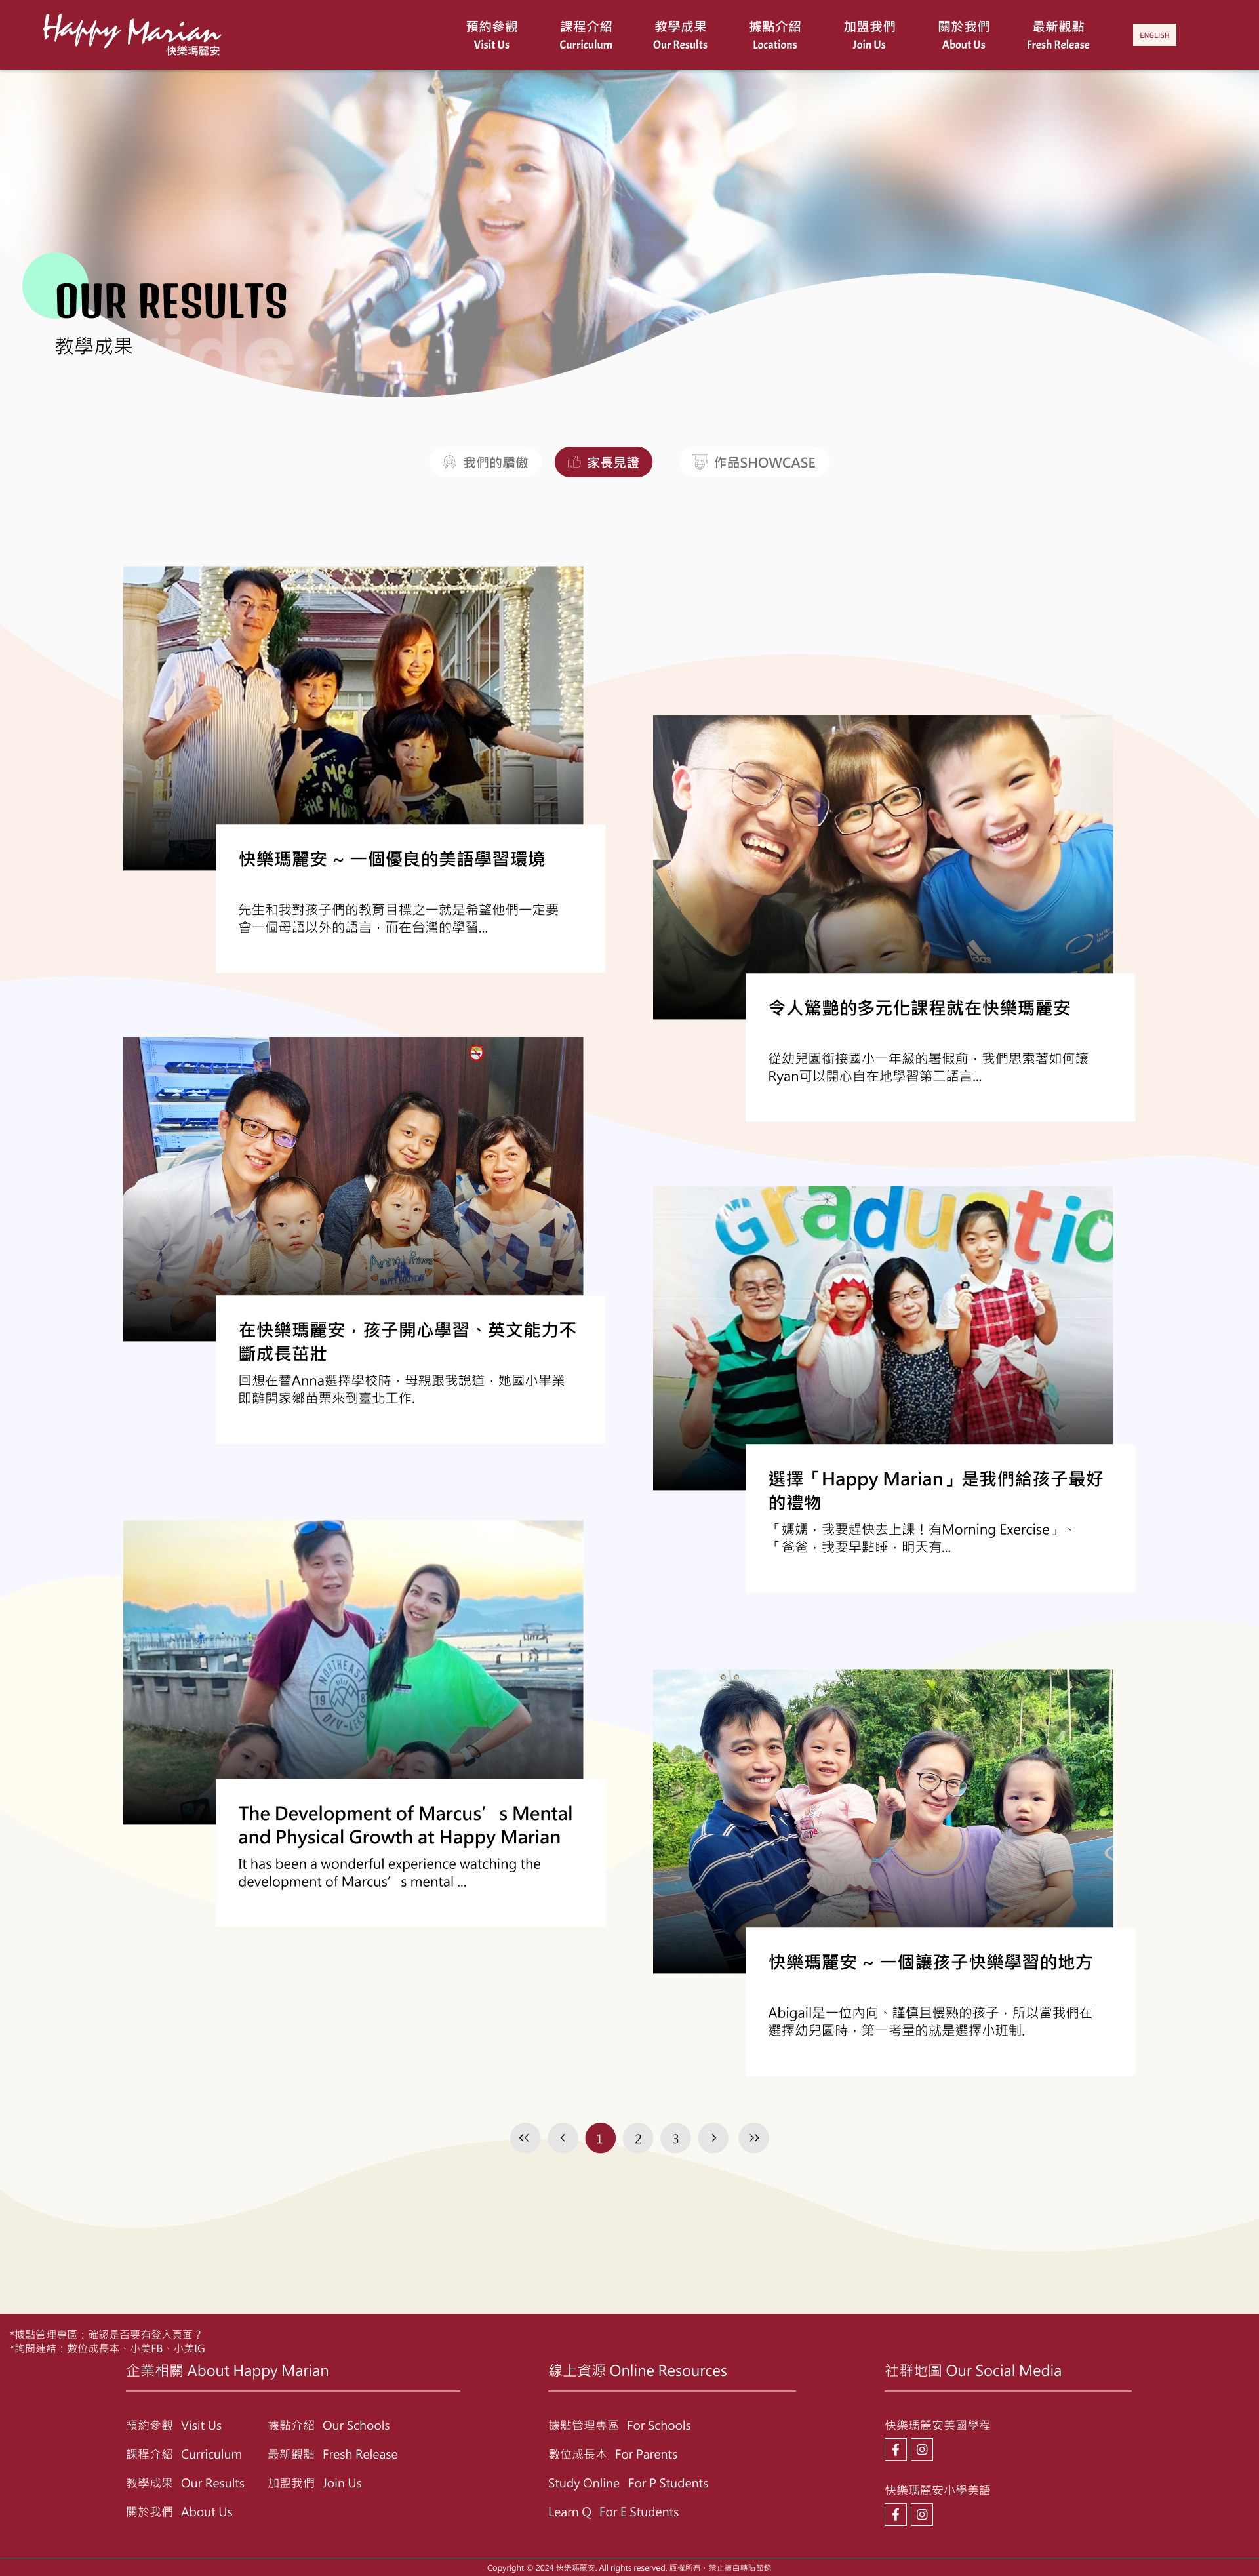 Happy Marian
快樂瑪麗安
預約參觀
Visit Us
課程介紹
Curriculum
教學成果
Our Results
據點介紹
Locations
加盟我們
Join Us
關於我們
About Us
最新觀點
Fresh Release
ENGLISH
OUR RESULTS
教學成果
我們的驕傲
家長見證
作品SHOWCASE
快樂瑪麗安 ~ 一個優良的美語學習環境
先生和我對孩子們的教育目標之一就是希望他們一定要
會一個母語以外的語言，而在台灣的學習...
adidas
令人驚艷的多元化課程就在快樂瑪麗安
從幼兒園銜接國小一年級的暑假前，我們思索著如何讓
Ryan可以開心自在地學習第二語言...
在快樂瑪麗安，孩子開心學習、英文能力不
斷成長茁壯
回想在替Anna選擇學校時，母親跟我說道，她國小畢業
即離開家鄉苗栗來到臺北工作.
Graduatio
選擇「Happy Marian」是我們給孩子最好
的禮物
「媽媽，我要趕快去上課！有Morning Exercise」、
「爸爸，我要早點睡，明天有...
NORTHEAST
198
The Development of Marcus’s Mental
and Physical Growth at Happy Marian
It has been a wonderful experience watching the
development of Marcus’s mental ...
快樂瑪麗安 ~ 一個讓孩子快樂學習的地方
Abigail是一位內向、謹慎且慢熟的孩子，所以當我們在
選擇幼兒園時，第一考量的就是選擇小班制.
1 2 3
*據點管理專區：確認是否要有登入頁面？
*詢問連結：數位成長本、小美FB、小美IG
企業相關 About Happy Marian
預約參觀 Visit Us
據點介紹 Our Schools
課程介紹 Curriculum
最新觀點 Fresh Release
教學成果 Our Results
加盟我們 Join Us
關於我們 About Us
線上資源 Online Resources
據點管理專區 For Schools
數位成長本 For Parents
Study Online For P Students
Learn Q For E Students
社群地圖 Our Social Media
快樂瑪麗安美國學程
快樂瑪麗安小學美語
Copyright © 2024 快樂瑪麗安. All rights reserved. 版權所有，禁止擅自轉貼節錄